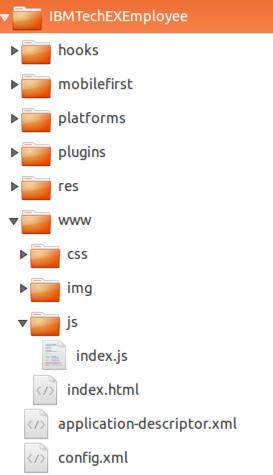 IBMTechEXEmployee
hooks
mobilefirst
platforms
plugins
res
www
css
img
js
index.js
index.html
application-descriptor.xml
config.xml